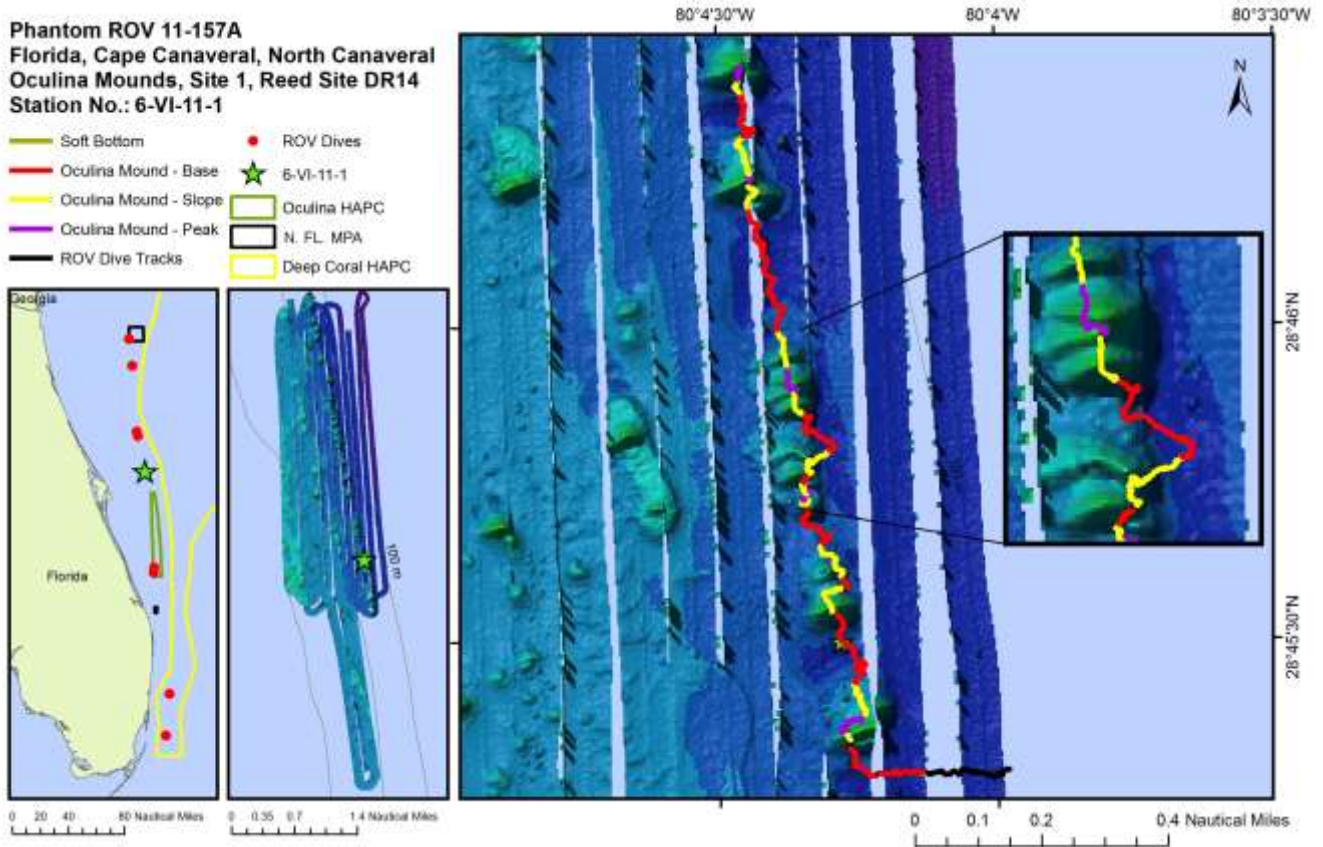 Phantom ROV 11-157A
Florida, Cape Canaveral, North Canaveral
Oculina Mounds, Site 1, Reed Site DR14
Station No.: 6-VI-11-1
Soft Bottom
Oculina Mound - Base
Oculina Mound - Slope
Oculina Mound - Peak
ROV Dive Tracks
ROV Dives
6-VI-11-1
Oculina HAPC
N. FL. MPA
Deep Coral HAPC
Georgia
Florida
0 20 40 80 Nautical Miles
100 m
0 0.35 0.7 1.4 Nautical Miles
80°4'30"W 80°4'W 80°3'30"W
N
28°46'N
28°45'30"N
0 0.1 0.2 0.4 Nautical Miles